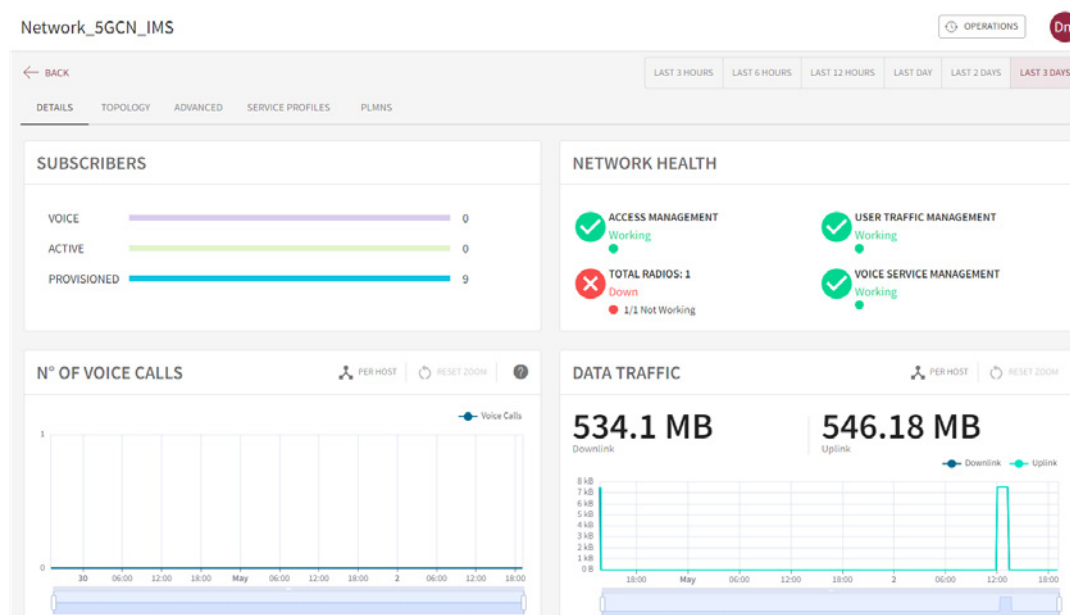 Network_5GCN_IMS
OPERATIONS
Dn
BACK
LAST 3 HOURS
LAST 6 HOURS
LAST 12 HOURS
LAST DAY
LAST 2 DAYS
LAST 3 DAYS
DETAILS
TOPOLOGY
ADVANCED
SERVICE PROFILES
PLMNS
SUBSCRIBERS
VOICE 0
ACTIVE 0
PROVISIONED 9
NETWORK HEALTH
ACCESS MANAGEMENT
Working
USER TRAFFIC MANAGEMENT
Working
TOTAL RADIOS: 1
Down
1/1 Not Working
VOICE SERVICE MANAGEMENT
Working
N° OF VOICE CALLS
PER HOST
RESET ZOOM
?
Voice Calls
1
0
30 06:00 12:00 18:00 May 06:00 12:00 18:00 2 06:00 12:00 18:00
DATA TRAFFIC
PER HOST
RESET ZOOM
534.1 MB
Downlink
546.18 MB
Uplink
Downlink Uplink
8 kB
7 kB
6 kB
5 kB
4 kB
3 kB
2 kB
1 kB
0 B
18:00 May 06:00 12:00 18:00 2 06:00 12:00 18:00